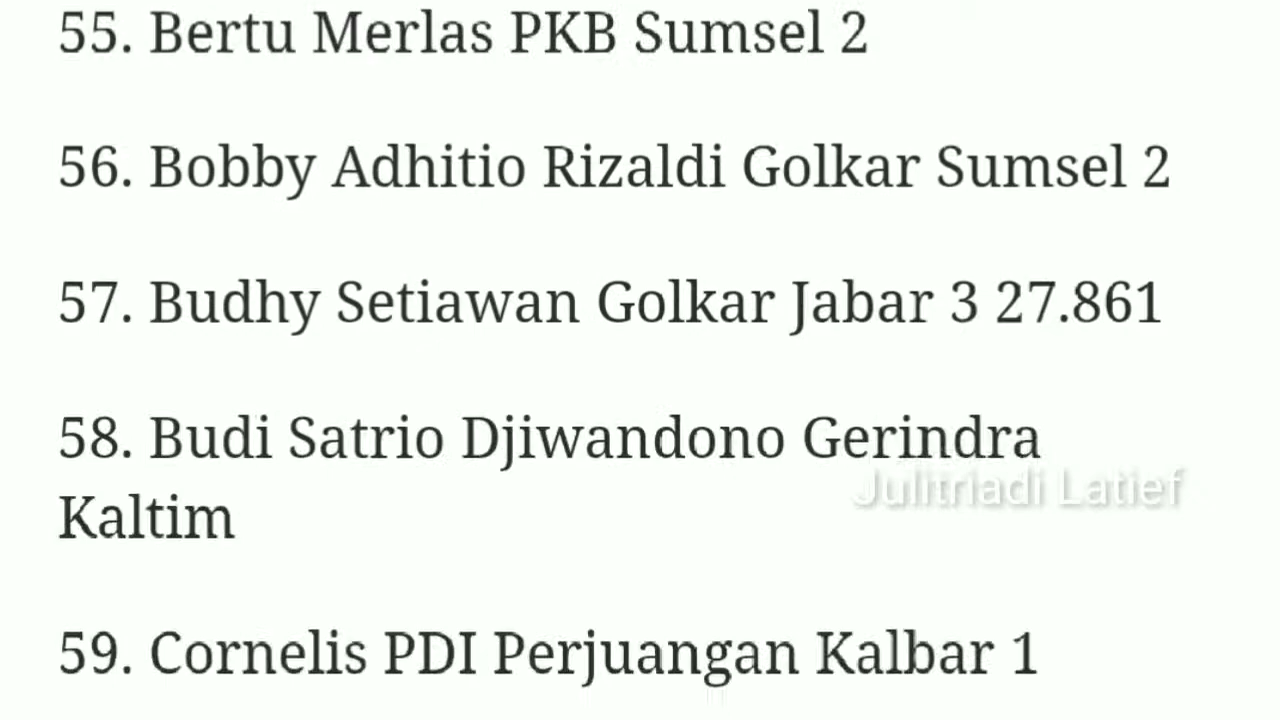 55. Bertu Merlas PKB Sumsel 2
56. Bobby Adhitio Rizaldi Golkar Sumsel 2
57. Budhy Setiawan Golkar Jabar 3 27.861
58. Budi Satrio Djiwandono Gerindra
Kaltim
Julitriadi Latief
59. Cornelis PDI Perjuangan Kalbar 1